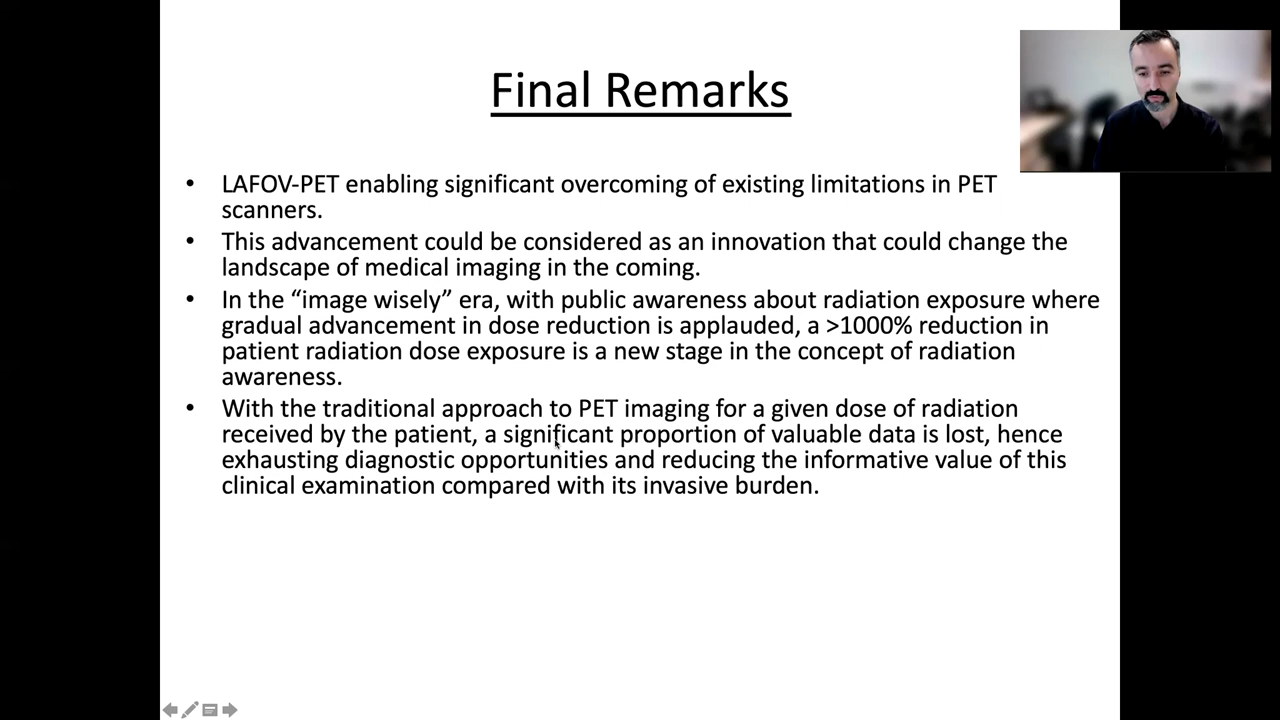 Final Remarks
• LAFOV-PET enabling significant overcoming of existing limitations in PET
scanners.
• This advancement could be considered as an innovation that could change the
landscape of medical imaging in the coming.
• In the “image wisely” era, with public awareness about radiation exposure where
gradual advancement in dose reduction is applauded, a >1000% reduction in
patient radiation dose exposure is a new stage in the concept of radiation
awareness.
• With the traditional approach to PET imaging for a given dose of radiation
received by the patient, a significant proportion of valuable data is lost, hence
exhausting diagnostic opportunities and reducing the informative value of this
clinical examination compared with its invasive burden.